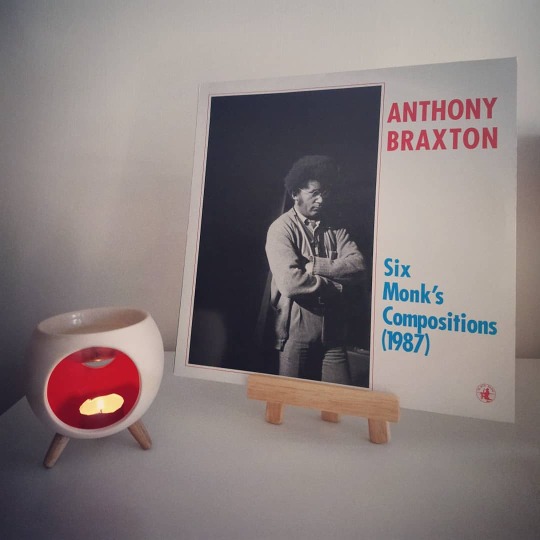 ANTHONY
BRAXTON
Six
Monk's
Compositions
(1987)